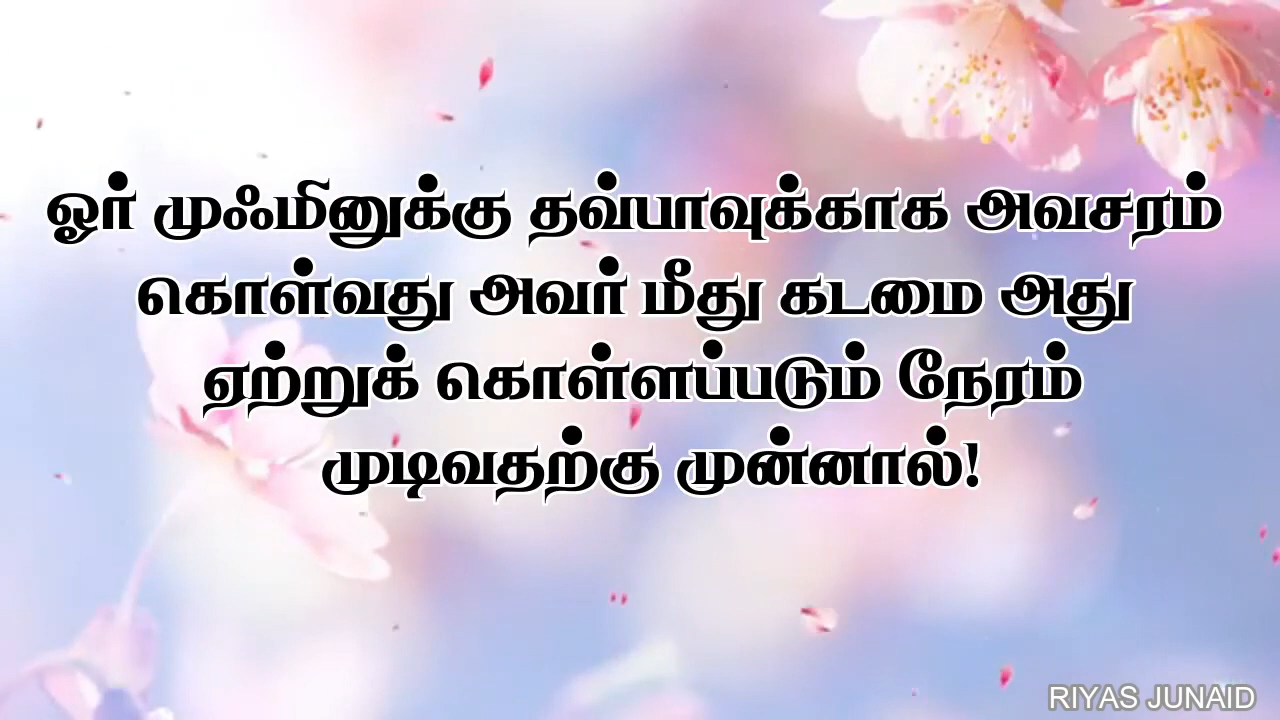 ஓர் முஃமினுக்கு தவ்பாவுக்காக அவசரம்
கொள்வது அவர் மீது கடமை அது
ஏற்றுக் கொள்ளப்படும் நேரம்
முடிவதற்கு முன்னால்!
RIYAS JUNAID